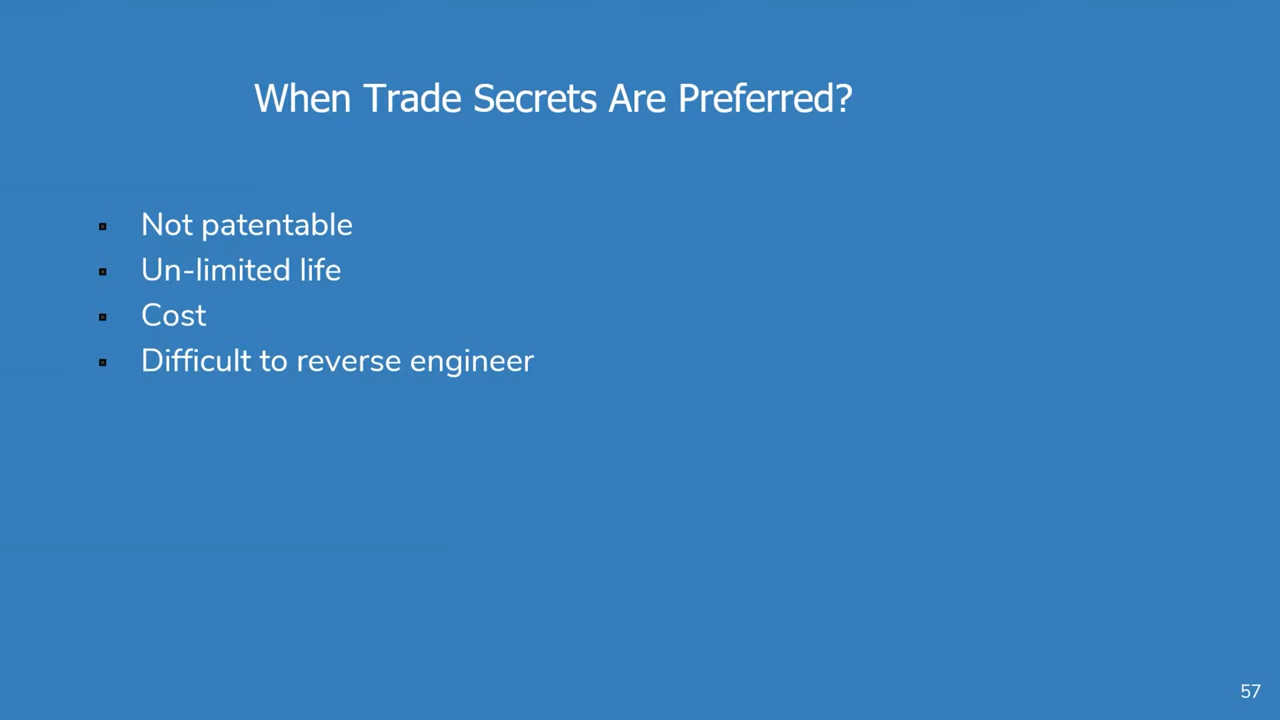 When Trade Secrets Are Preferred?
▪ Not patentable
▪ Un-limited life
▪ Cost
▪ Difficult to reverse engineer
57